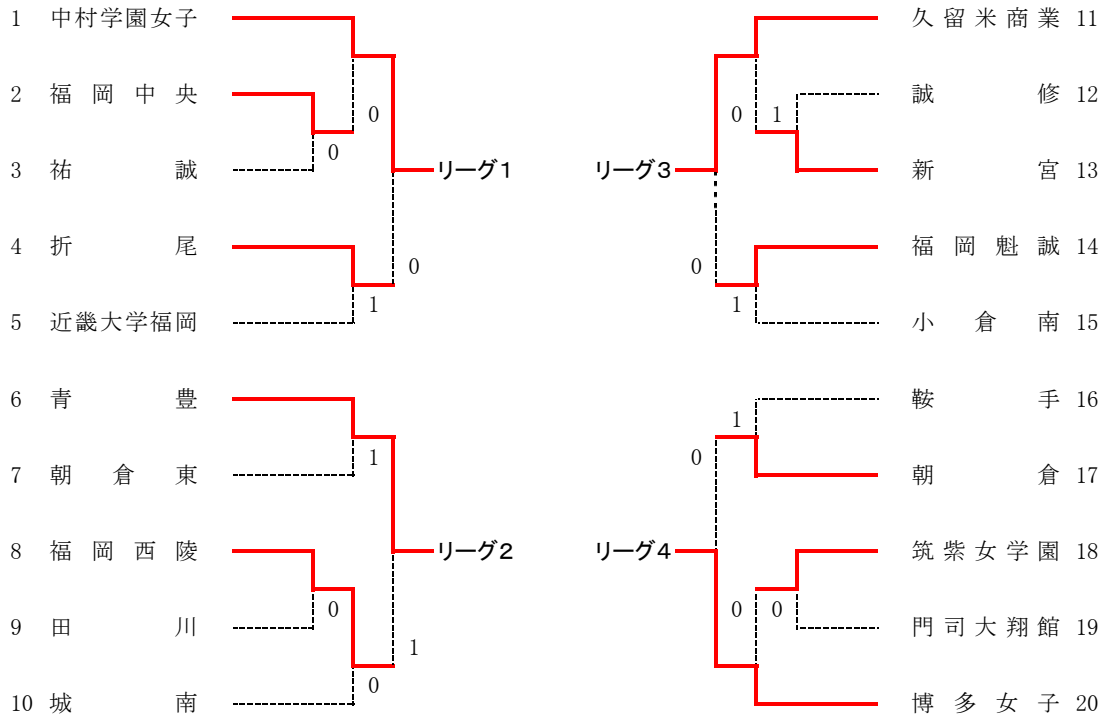 1 中村学園女子
2 福岡中央
0
0
3 祐誠
リーグ1
4 折尾
0
1
5 近畿大学福岡
6 青豊
1
7 朝倉東
リーグ2
8 福岡西陵
0
9 田川
1
0
10 城南
久留米商業 11
誠修 12
0 1
リーグ3
新宮 13
福岡魁誠 14
0
1
小倉南 15
鞍手 16
1
0
朝倉 17
リーグ4
筑紫女学園 18
0 0
門司大翔館 19
博多女子 20